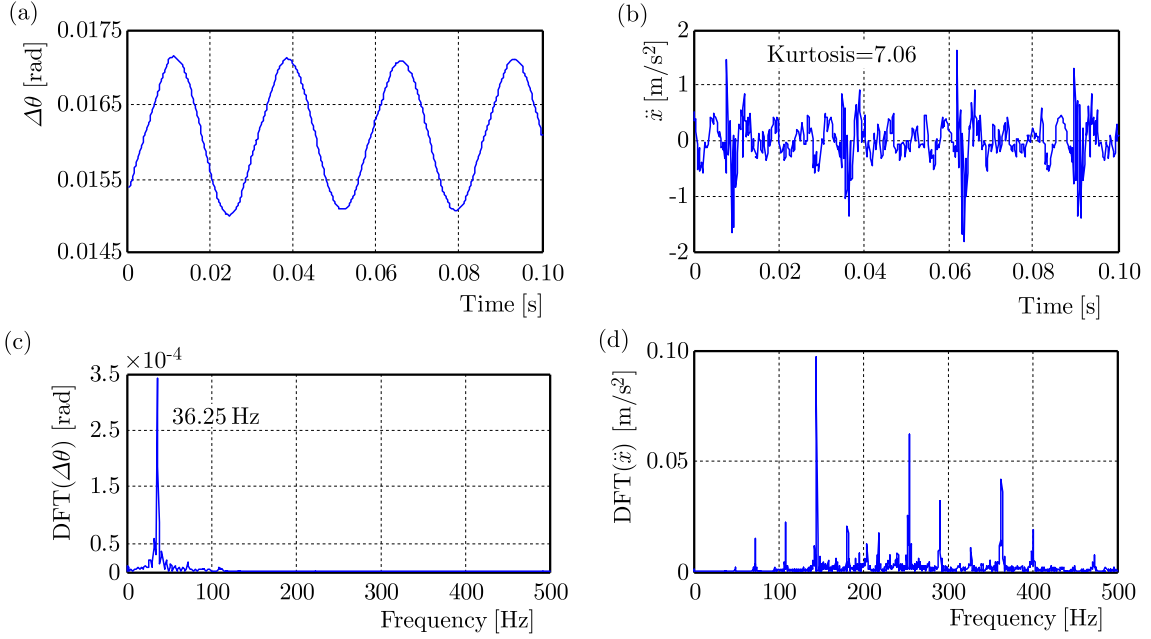 (a)
0.0175
0.0165
0.0155
0.0145
Δθ [rad]
0 0.02 0.04 0.06 0.08 0.10
Time [s]
(b)
2
1
0
-1
-2
ẍ [m/s²]
Kurtosis=7.06
0 0.02 0.04 0.06 0.08 0.10
Time [s]
(c)
×10⁻⁴
3.5
2.5
1.5
0.5
0
DFT(Δθ) [rad]
36.25 Hz
0 100 200 300 400 500
Frequency [Hz]
(d)
0.10
0.05
0
DFT(ẍ) [m/s²]
0 100 200 300 400 500
Frequency [Hz]